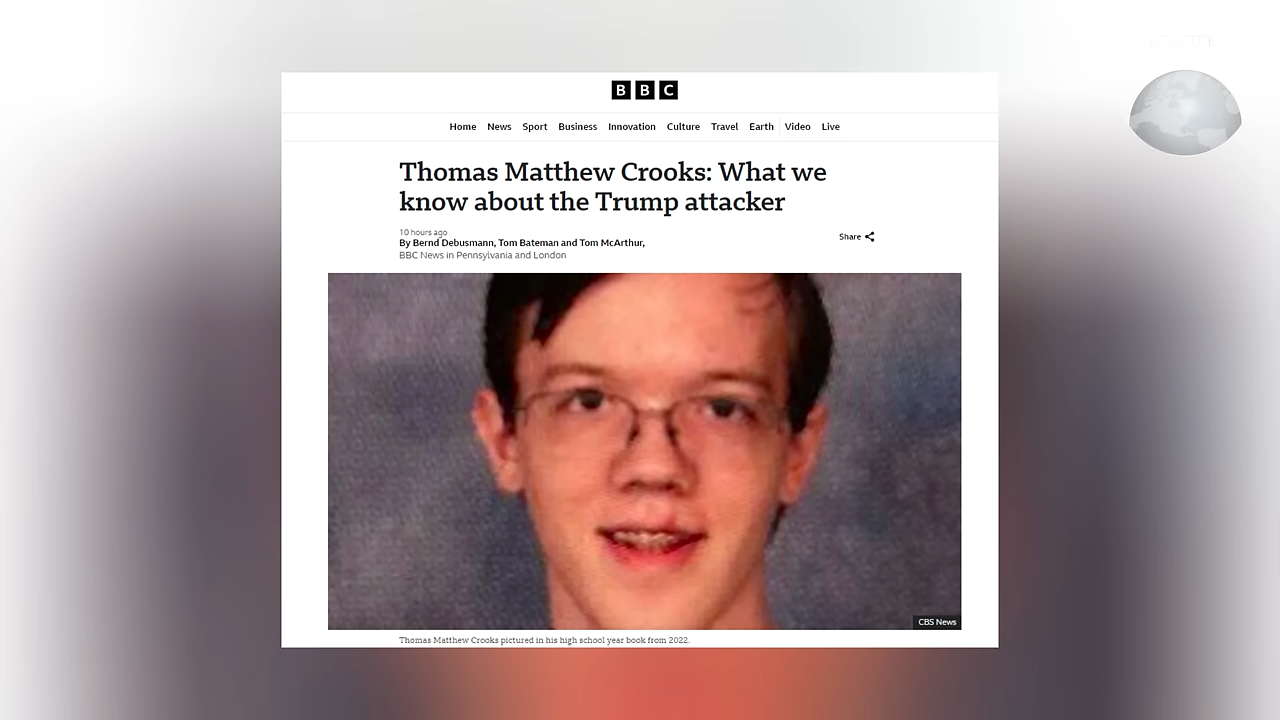 BBC
Home News Sport Business Innovation Culture Travel Earth Video Live
Thomas Matthew Crooks: What we
know about the Trump attacker
10 hours ago
By Bernd Debusmann, Tom Bateman and Tom McArthur,
BBC News in Pennsylvania and London
Share
CBS News
Thomas Matthew Crooks pictured in his high school year book from 2022.